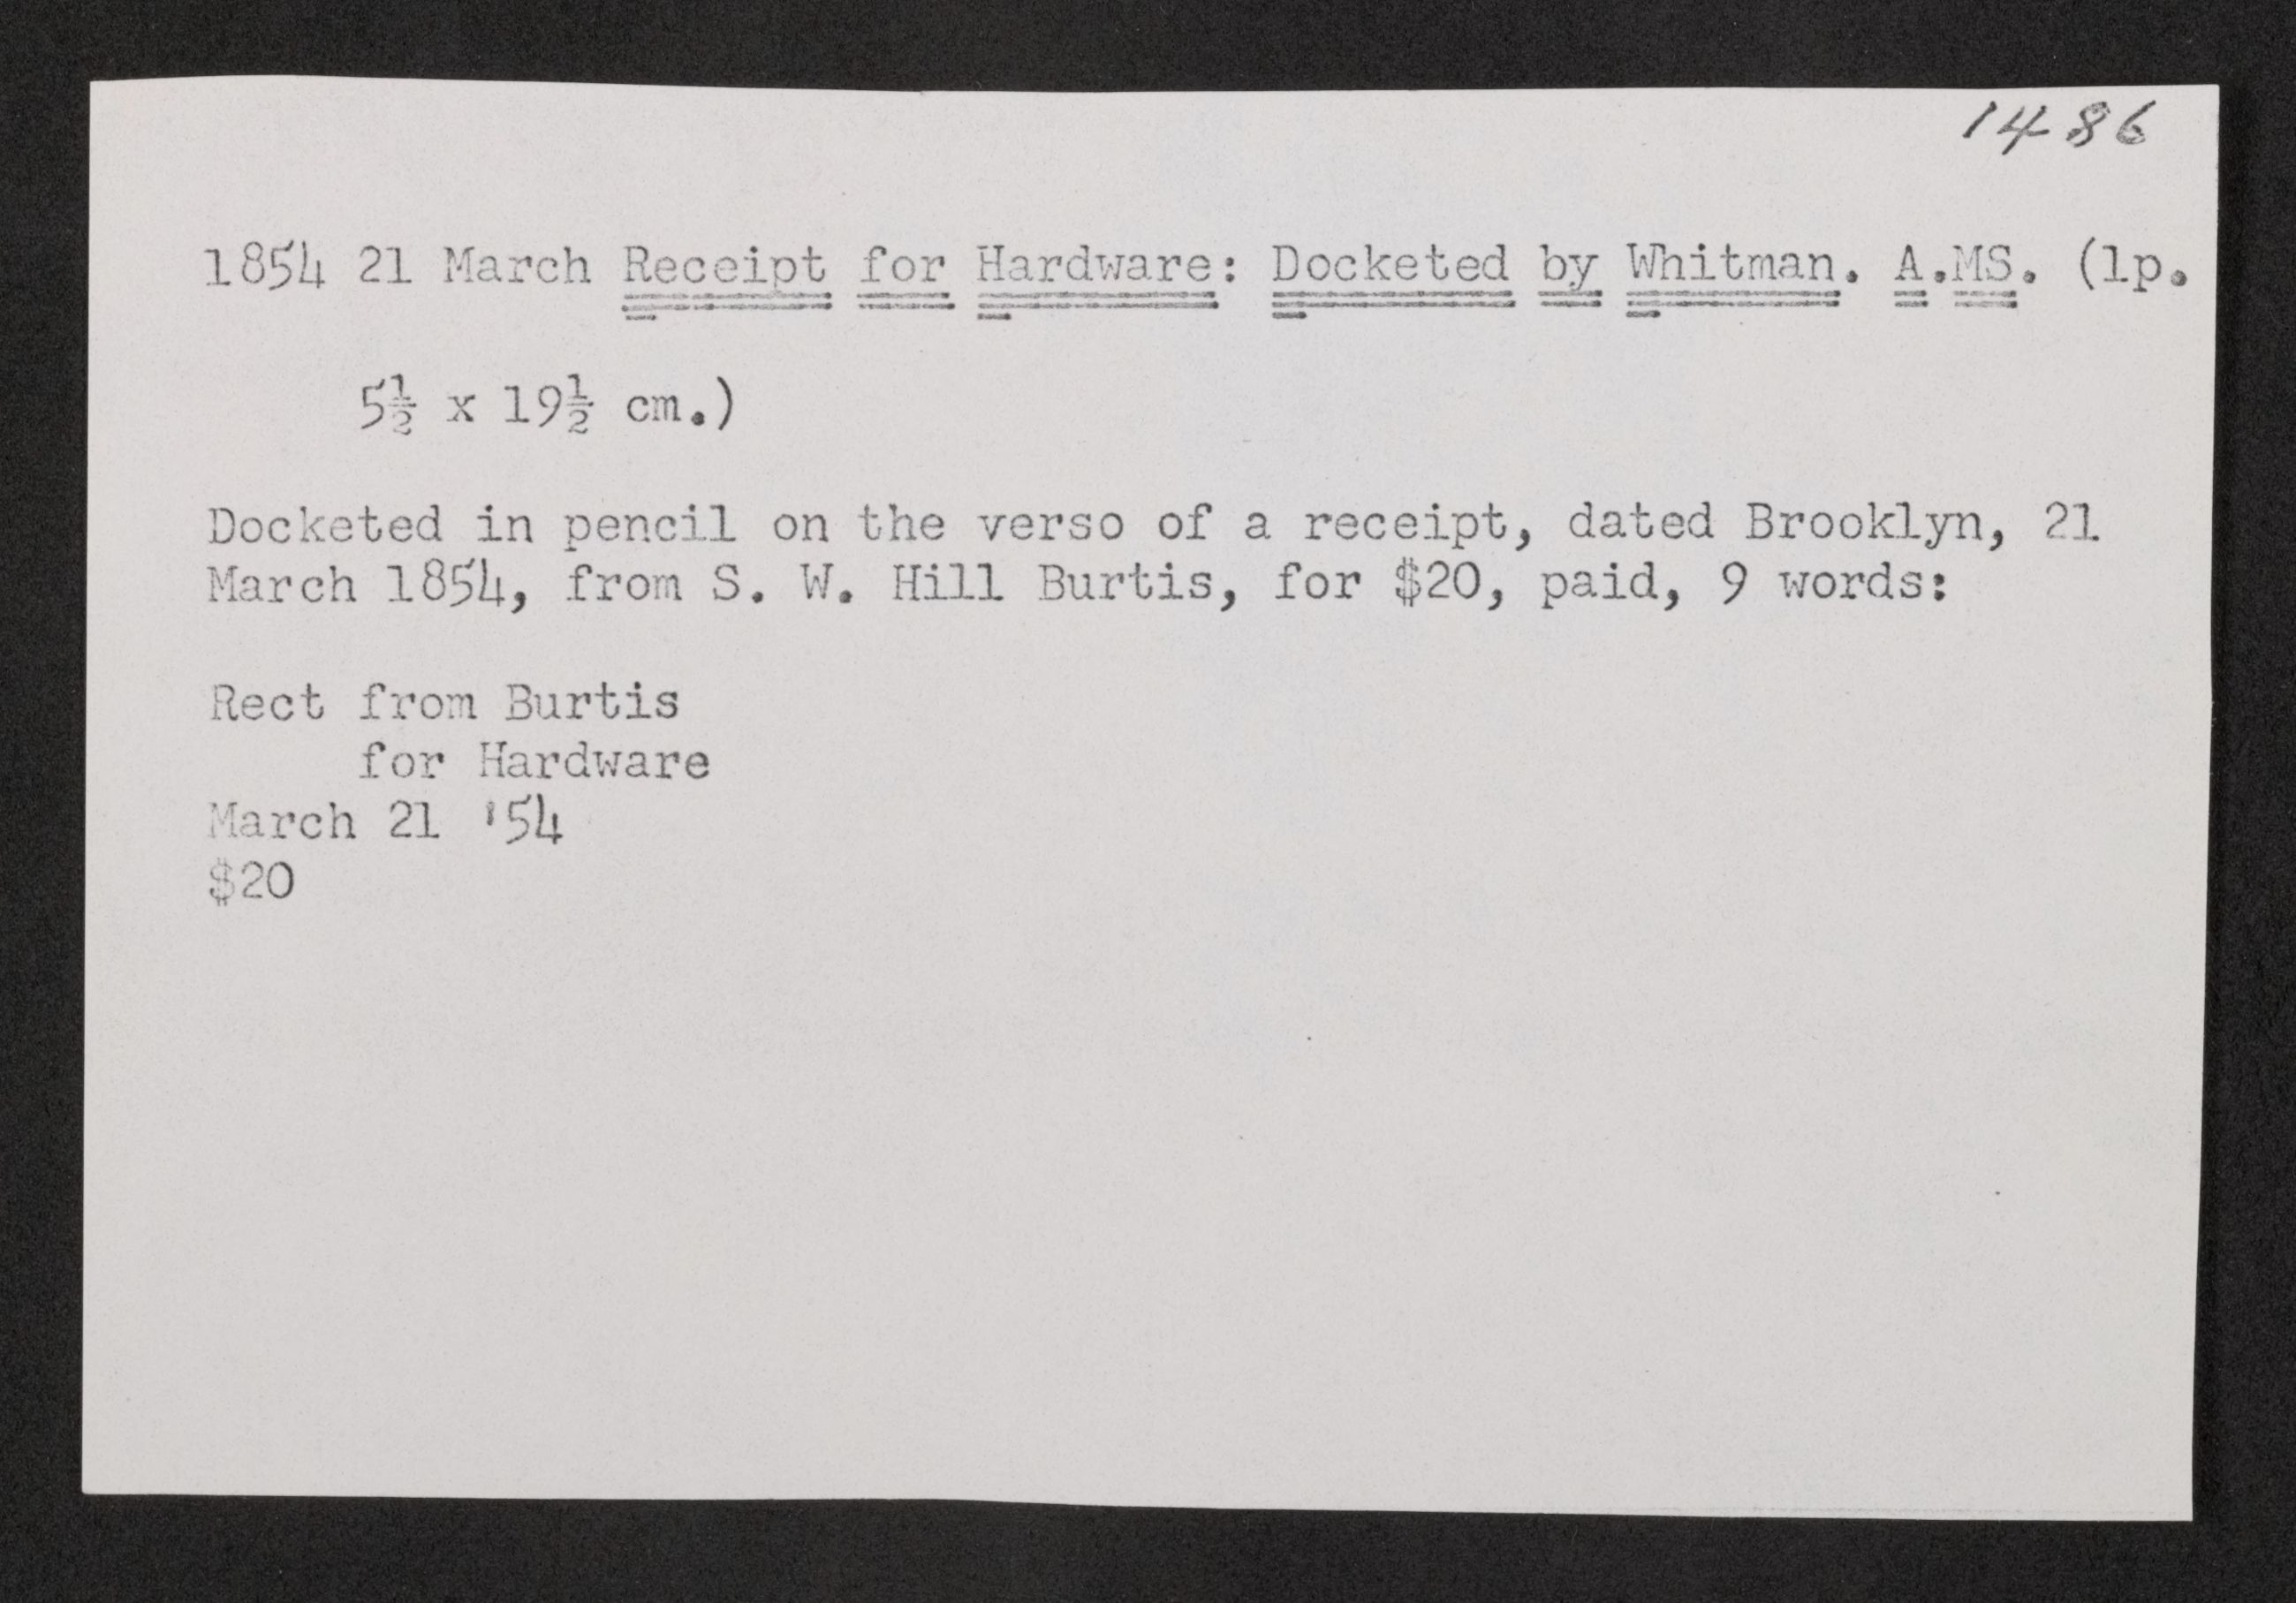 1486
1854 21 March Receipt for Hardware: Docketed by Whitman. A.MS. (1p.
5½ x 19½ cm.)
Docketed in pencil on the verso of a receipt, dated Brooklyn, 21
March 1854, from S. W. Hill Burtis, for $20, paid, 9 words:
Rect from Burtis
for Hardware
March 21 '54
$20